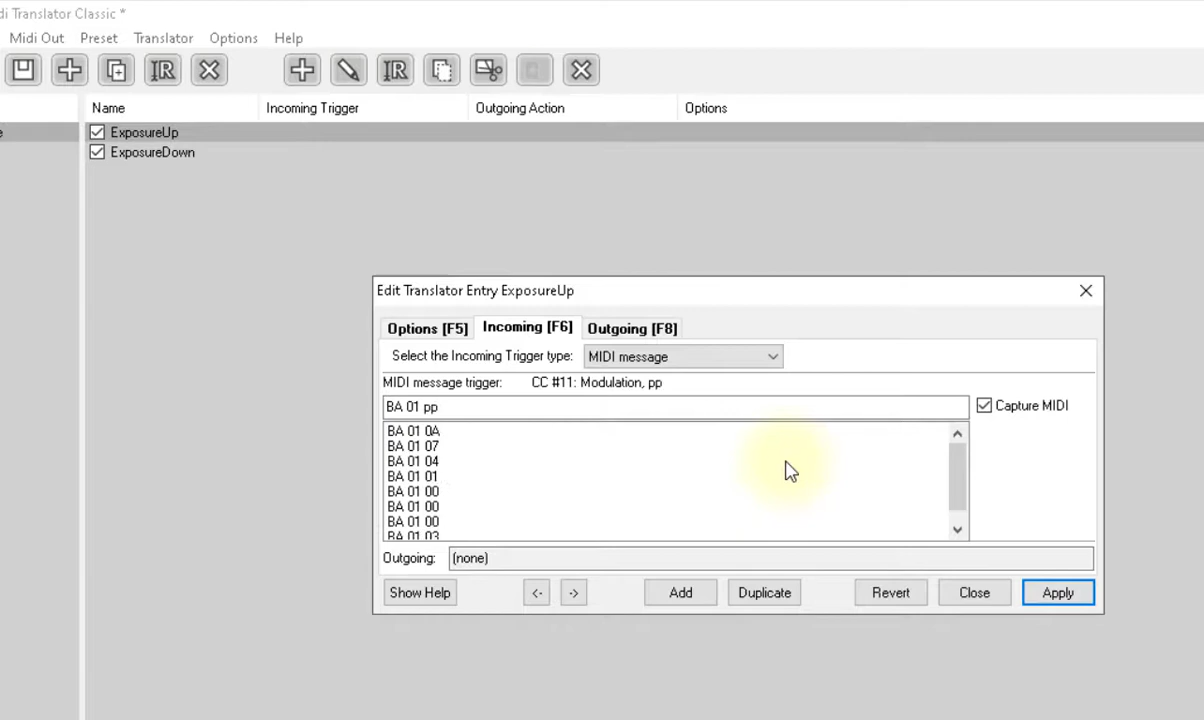 di Translator Classic *
Midi Out Preset Translator Options Help
Name Incoming Trigger Outgoing Action Options
ExposureUp
ExposureDown
Edit Translator Entry ExposureUp
Options [F5] Incoming [F6] Outgoing [F8]
Select the Incoming Trigger type: MIDI message
MIDI message trigger: CC #11: Modulation, pp
BA 01 pp
Capture MIDI
BA 01 0A
BA 01 07
BA 01 04
BA 01 01
BA 01 00
BA 01 00
BA 01 00
BA 01 03
Outgoing: (none)
Show Help <- -> Add Duplicate Revert Close Apply